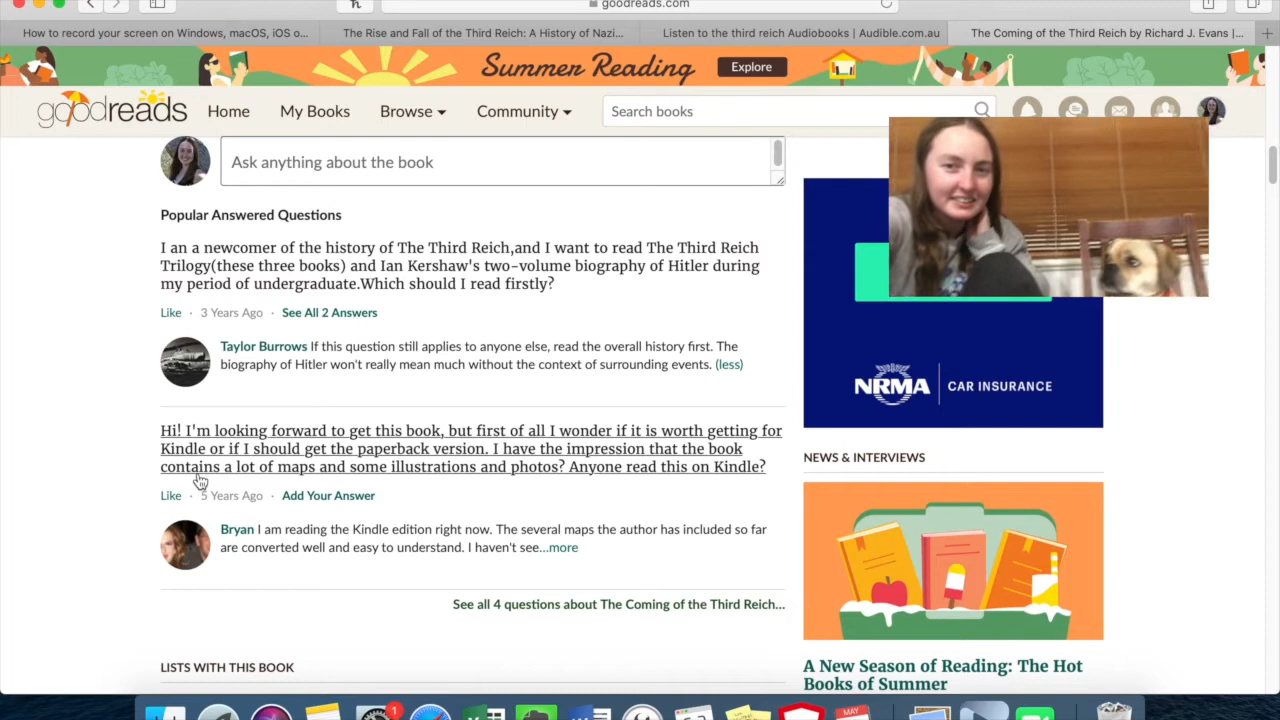 goodreads.com
How to record your screen on Windows, macOS, iOS o...
The Rise and Fall of the Third Reich: A History of Nazi...
Listen to the third reich Audiobooks | Audible.com.au
The Coming of the Third Reich by Richard J. Evans |...
Summer Reading
Explore
goodreads
Home
My Books
Browse
Community
Search books
Ask anything about the book
Popular Answered Questions
I am a newcomer of the history of The Third Reich,and I want to read The Third Reich
Trilogy(these three books) and Ian Kershaw's two-volume biography of Hitler during
my period of undergraduate.Which should I read firstly?
Like · 3 Years Ago · See All 2 Answers
Taylor Burrows If this question still applies to anyone else, read the overall history first. The
biography of Hitler won't really mean much without the context of surrounding events. (less)
Hi! I'm looking forward to get this book, but first of all I wonder if it is worth getting for
Kindle or if I should get the paperback version. I have the impression that the book
contains a lot of maps and some illustrations and photos? Anyone read this on Kindle?
Like · 5 Years Ago · Add Your Answer
Bryan I am reading the Kindle edition right now. The several maps the author has included so far
are converted well and easy to understand. I haven't see...more
See all 4 questions about The Coming of the Third Reich...
LISTS WITH THIS BOOK
NRMA CAR INSURANCE
NEWS & INTERVIEWS
A New Season of Reading: The Hot
Books of Summer
1
MAY